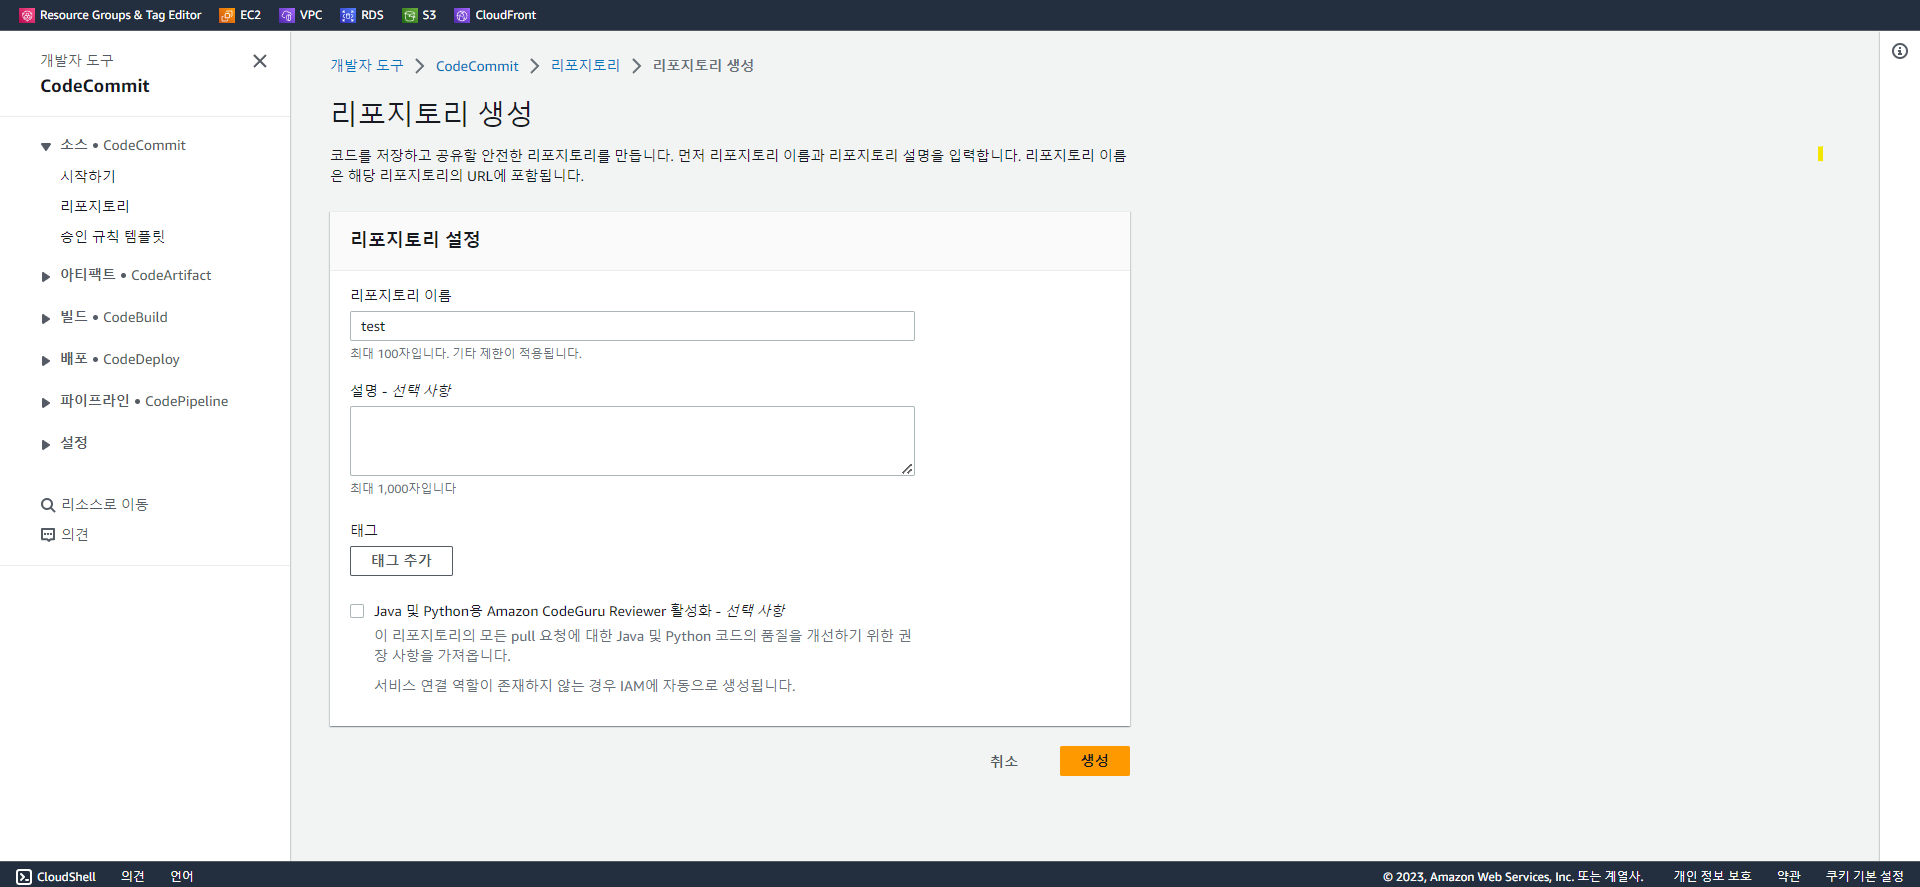 Resource Groups & Tag Editor EC2 VPC RDS S3 CloudFront
개발자 도구
CodeCommit
소스 • CodeCommit
시작하기
리포지토리
승인 규칙 템플릿
아티팩트 • CodeArtifact
빌드 • CodeBuild
배포 • CodeDeploy
파이프라인 • CodePipeline
설정
리소스로 이동
의견
개발자 도구 > CodeCommit > 리포지토리 > 리포지토리 생성
리포지토리 생성
코드를 저장하고 공유할 안전한 리포지토리를 만듭니다. 먼저 리포지토리 이름과 리포지토리 설명을 입력합니다. 리포지토리 이름
은 해당 리포지토리의 URL에 포함됩니다.
리포지토리 설정
리포지토리 이름
test
최대 100자입니다. 기타 제한이 적용됩니다.
설명 - 선택 사항
최대 1,000자입니다
태그
태그 추가
Java 및 Python용 Amazon CodeGuru Reviewer 활성화 - 선택 사항
이 리포지토리의 모든 pull 요청에 대한 Java 및 Python 코드의 품질을 개선하기 위한 권
장 사항을 가져옵니다.
서비스 연결 역할이 존재하지 않는 경우 IAM에 자동으로 생성됩니다.
취소 생성
CloudShell 의견 언어 © 2023, Amazon Web Services, Inc. 또는 계열사. 개인 정보 보호 약관 쿠키 기본 설정